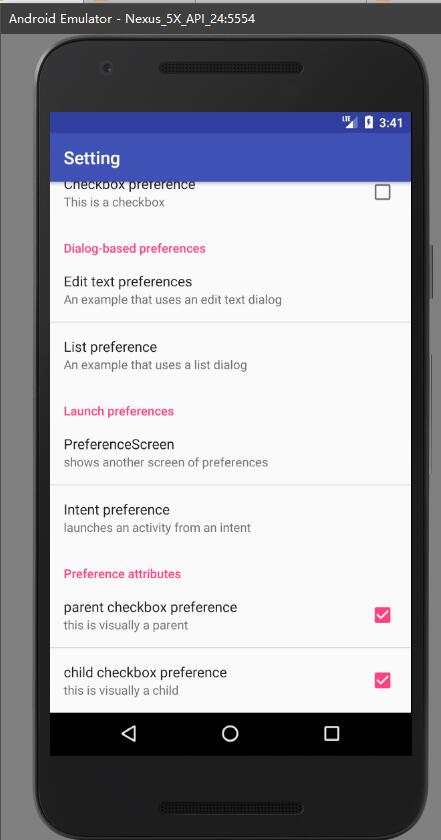 Android Emulator - Nexus_5X_API_24:5554
LTE 3:41
Setting
Checkbox preference
This is a checkbox
Dialog-based preferences
Edit text preferences
An example that uses an edit text dialog
List preference
An example that uses a list dialog
Launch preferences
PreferenceScreen
shows another screen of preferences
Intent preference
launches an activity from an intent
Preference attributes
parent checkbox preference
this is visually a parent
child checkbox preference
this is visually a child